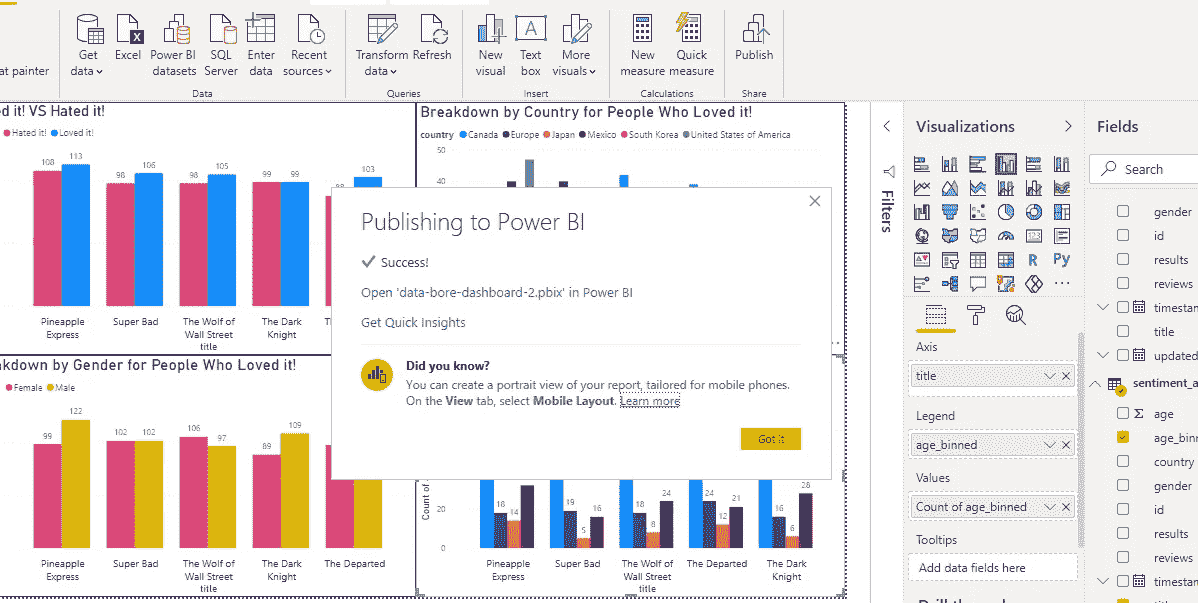 Get data
Excel
Power BI datasets
SQL Server
Enter data
Recent sources
Transform data
Refresh
New visual
Text box
More visuals
New measure
Quick measure
Publish
at painter
Data
Queries
Insert
Calculations
Share
d it! VS Hated it!
Hated it! Loved it!
108 113 98 106 98 105 99 99 103
Pineapple Express
Super Bad
The Wolf of Wall Street
The Dark Knight
title
Breakdown by Country for People Who Loved it!
country Canada Europe Japan Mexico South Korea United States of America
50
40
Publishing to Power BI
Success!
Open 'data-bore-dashboard-2.pbix' in Power BI
Get Quick Insights
Did you know?
You can create a portrait view of your report, tailored for mobile phones.
On the View tab, select Mobile Layout. Learn more
Got it
kdown by Gender for People Who Loved it!
Female Male
99 122 102 102 106 97 89 109
Pineapple Express
Super Bad
The Wolf of Wall Street
The Dark Knight
The Departed
title
Count of
20
0
18 14 19 5 16 18 8 24 24 12 21 16 6 28
Pineapple Express
Super Bad
The Wolf of Wall Street
The Departed
The Dark Knight
title
Filters
Visualizations
R
Py
123
Axis
title
Legend
age_binned
Values
Count of age_binned
Tooltips
Add data fields here
Fields
Search
gender
id
results
reviews
timestan
title
updated
sentiment_a
age
age_binn
country
gender
id
results
reviews
timestan